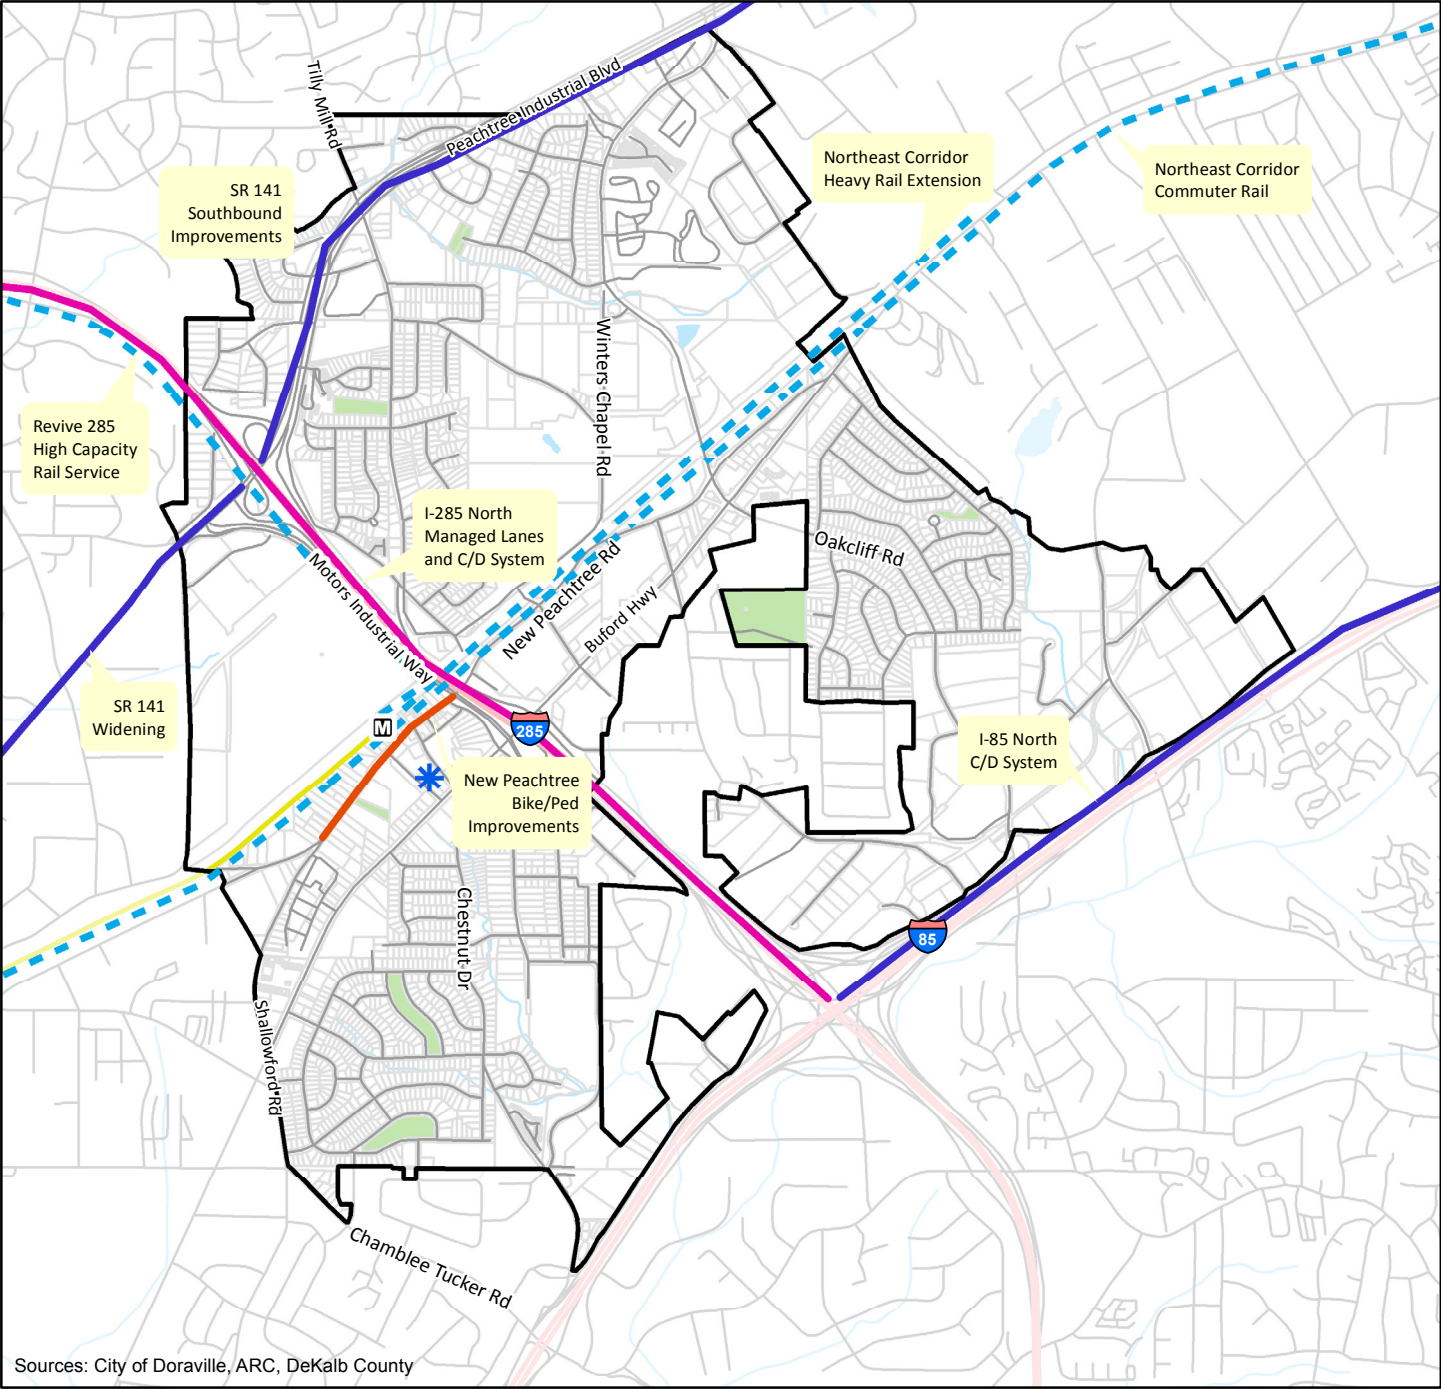 Tilly Mill Rd
Peachtree Industrial Blvd
Northeast Corridor
Heavy Rail Extension
Northeast Corridor
Commuter Rail
SR 141
Southbound
Improvements
Winters Chapel Rd
Revive 285
High Capacity
Rail Service
I-285 North
Managed Lanes
and C/D System
Oakcliff Rd
Motors Industrial Way
New Peachtree Rd
Buford Hwy
SR 141
Widening
M
285
I-85 North
C/D System
New Peachtree
Bike/Ped
Improvements
Chestnut Dr
85
Shallowford Rd
Chamblee Tucker Rd
Sources: City of Doraville, ARC, DeKalb County